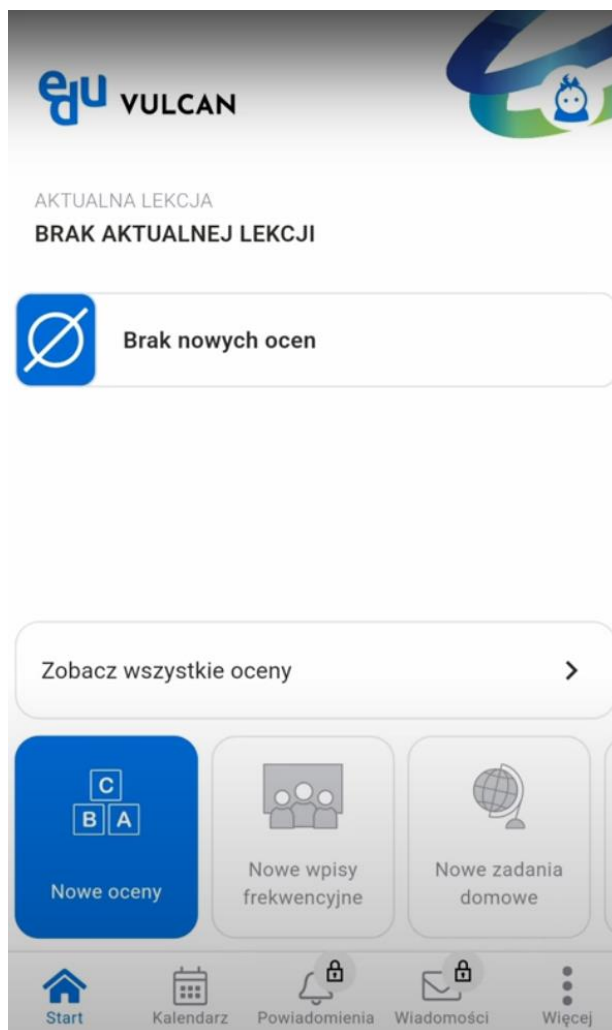 edu VULCAN
AKTUALNA LEKCJA
BRAK AKTUALNEJ LEKCJI
Brak nowych ocen
Zobacz wszystkie oceny
C
B A
Nowe oceny
Nowe wpisy
frekwencyjne
Nowe zadania
domowe
Start
Kalendarz
Powiadomienia
Wiadomości
Więcej